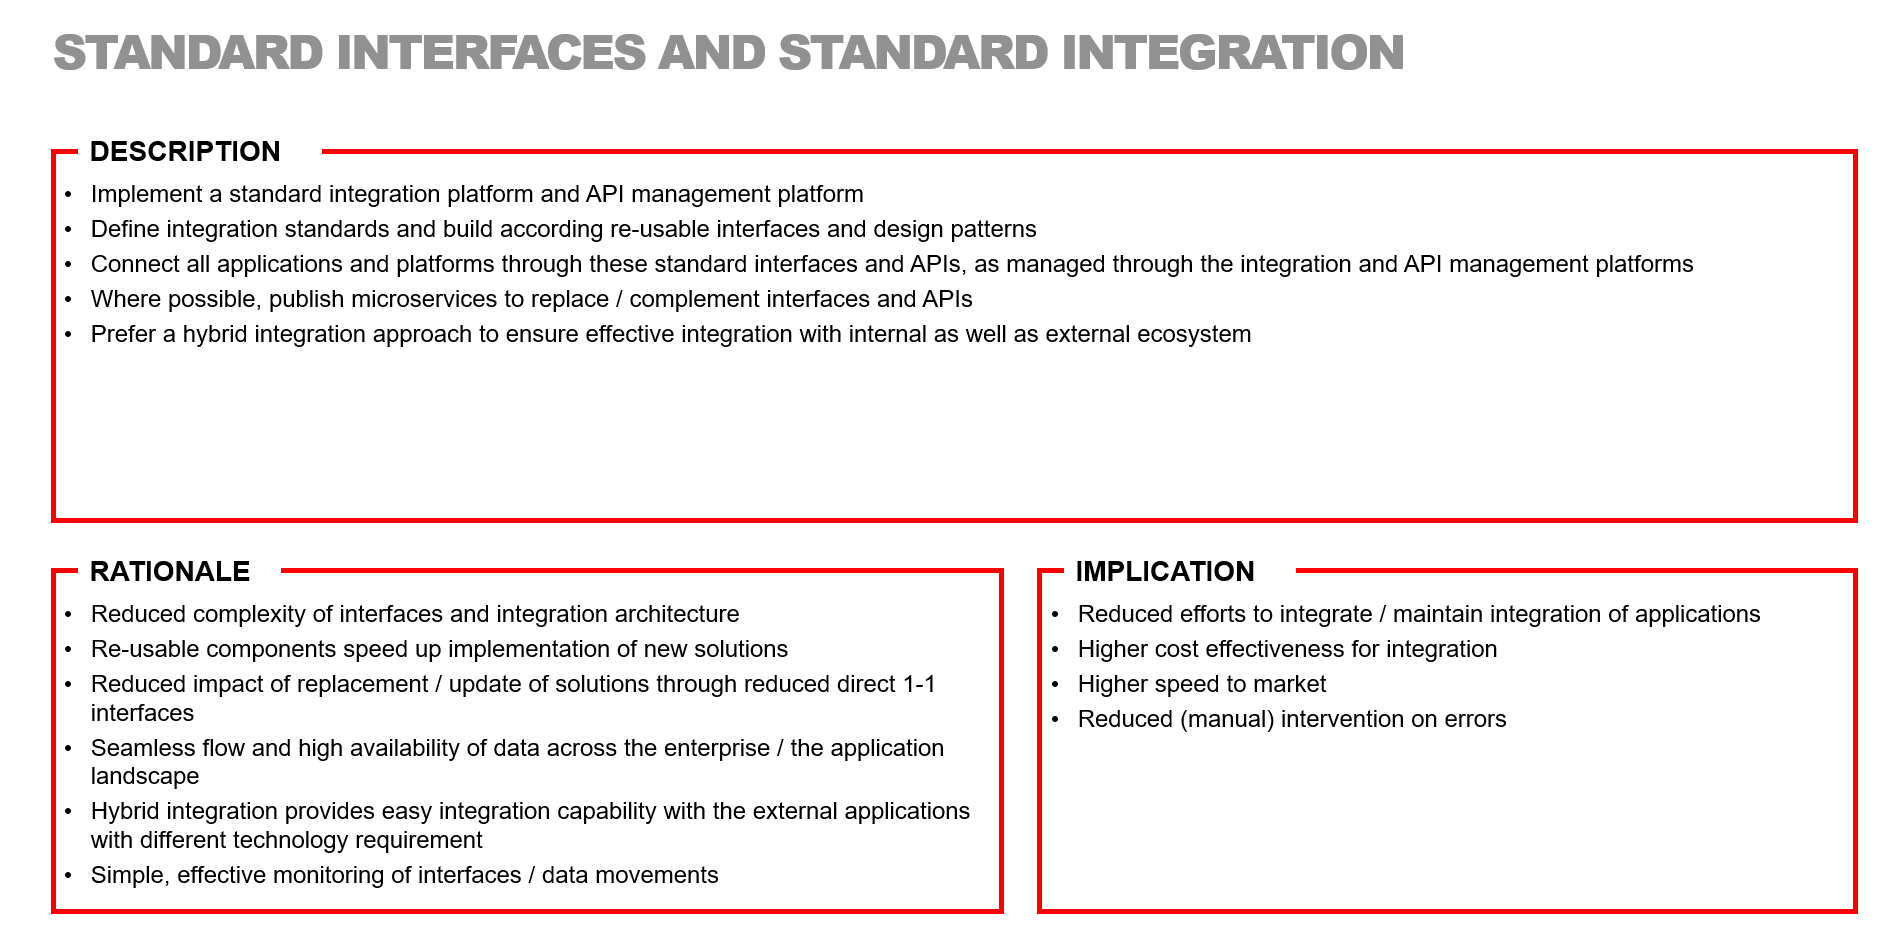 STANDARD INTERFACES AND STANDARD INTEGRATION
DESCRIPTION
• Implement a standard integration platform and API management platform
• Define integration standards and build according re-usable interfaces and design patterns
• Connect all applications and platforms through these standard interfaces and APIs, as managed through the integration and API management platforms
• Where possible, publish microservices to replace / complement interfaces and APIs
• Prefer a hybrid integration approach to ensure effective integration with internal as well as external ecosystem
RATIONALE
• Reduced complexity of interfaces and integration architecture
• Re-usable components speed up implementation of new solutions
• Reduced impact of replacement / update of solutions through reduced direct 1-1
interfaces
• Seamless flow and high availability of data across the enterprise / the application
landscape
• Hybrid integration provides easy integration capability with the external applications
with different technology requirement
• Simple, effective monitoring of interfaces / data movements
IMPLICATION
• Reduced efforts to integrate / maintain integration of applications
• Higher cost effectiveness for integration
• Higher speed to market
• Reduced (manual) intervention on errors